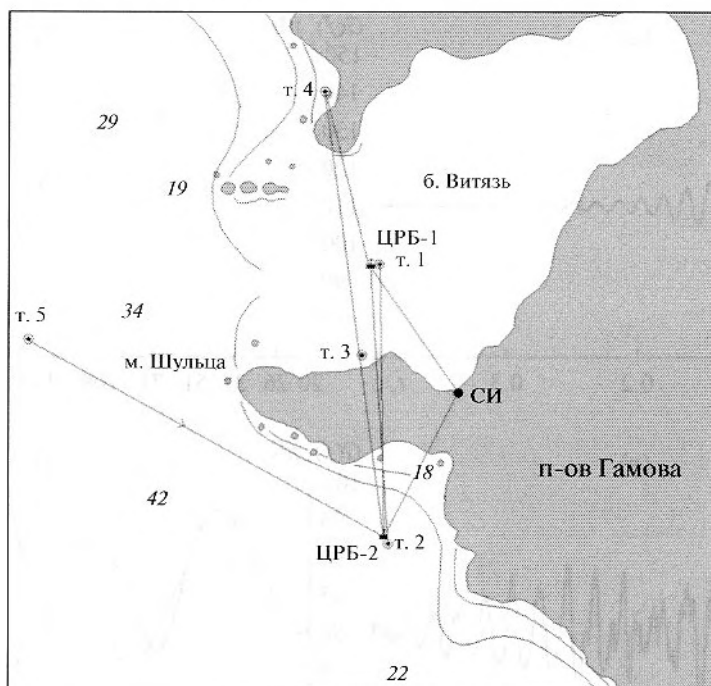 т. 4
29
19
б. Витязь
ЦРБ-1
т. 1
34
т. 5
т. 3
м. Шульца
СИ
18
п-ов Гамова
42
ЦРБ-2
т. 2
22